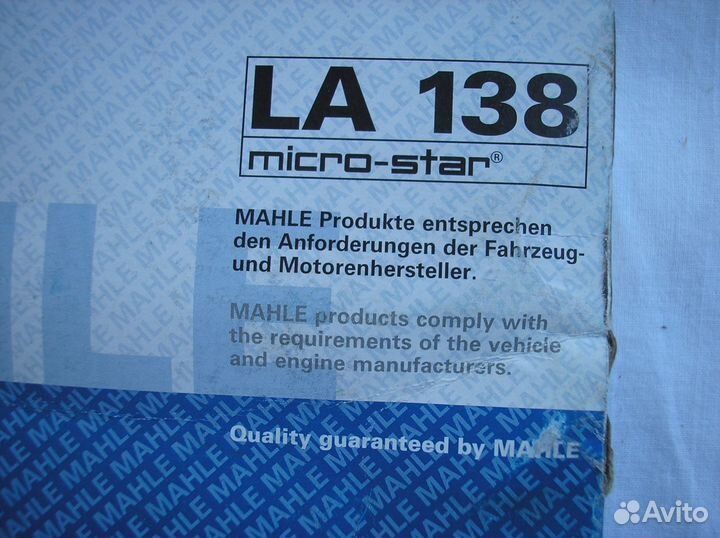 LA 138
micro-star®
MAHLE Produkte entsprechen
den Anforderungen der Fahrzeug-
und Motorenhersteller.
MAHLE products comply with
the requirements of the vehicle
and engine manufacturers.
Quality guaranteed by MAHLE
Avito